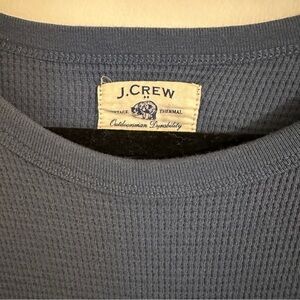 J.CREW
VINTAGE THERMAL
Outdoorsman Durability